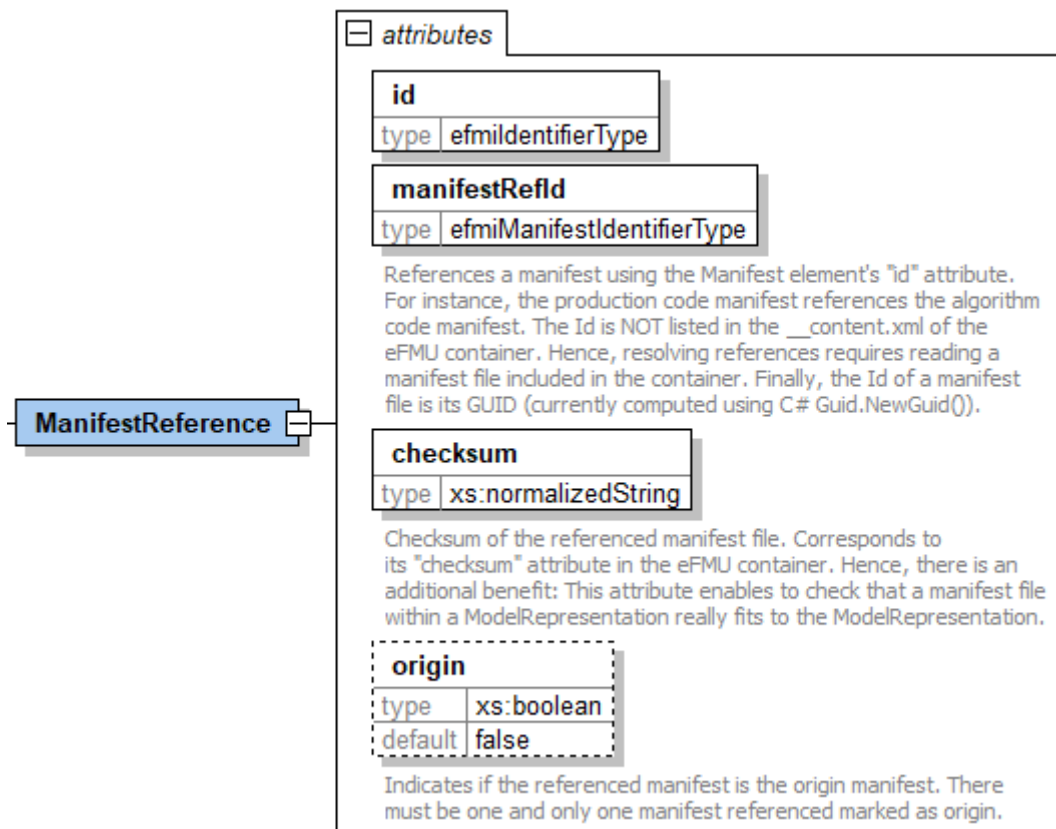 attributes
id
type efmiIdentifierType
manifestRefId
type efmiManifestIdentifierType
References a manifest using the Manifest element's "id" attribute.
For instance, the production code manifest references the algorithm
code manifest. The Id is NOT listed in the __content.xml of the
eFMU container. Hence, resolving references requires reading a
manifest file included in the container. Finally, the Id of a manifest
file is its GUID (currently computed using C# Guid.NewGuid()).
ManifestReference
checksum
type xs:normalizedString
Checksum of the referenced manifest file. Corresponds to
its "checksum" attribute in the eFMU container. Hence, there is an
additional benefit: This attribute enables to check that a manifest file
within a ModelRepresentation really fits to the ModelRepresentation.
origin
type xs:boolean
default false
Indicates if the referenced manifest is the origin manifest. There
must be one and only one manifest referenced marked as origin.